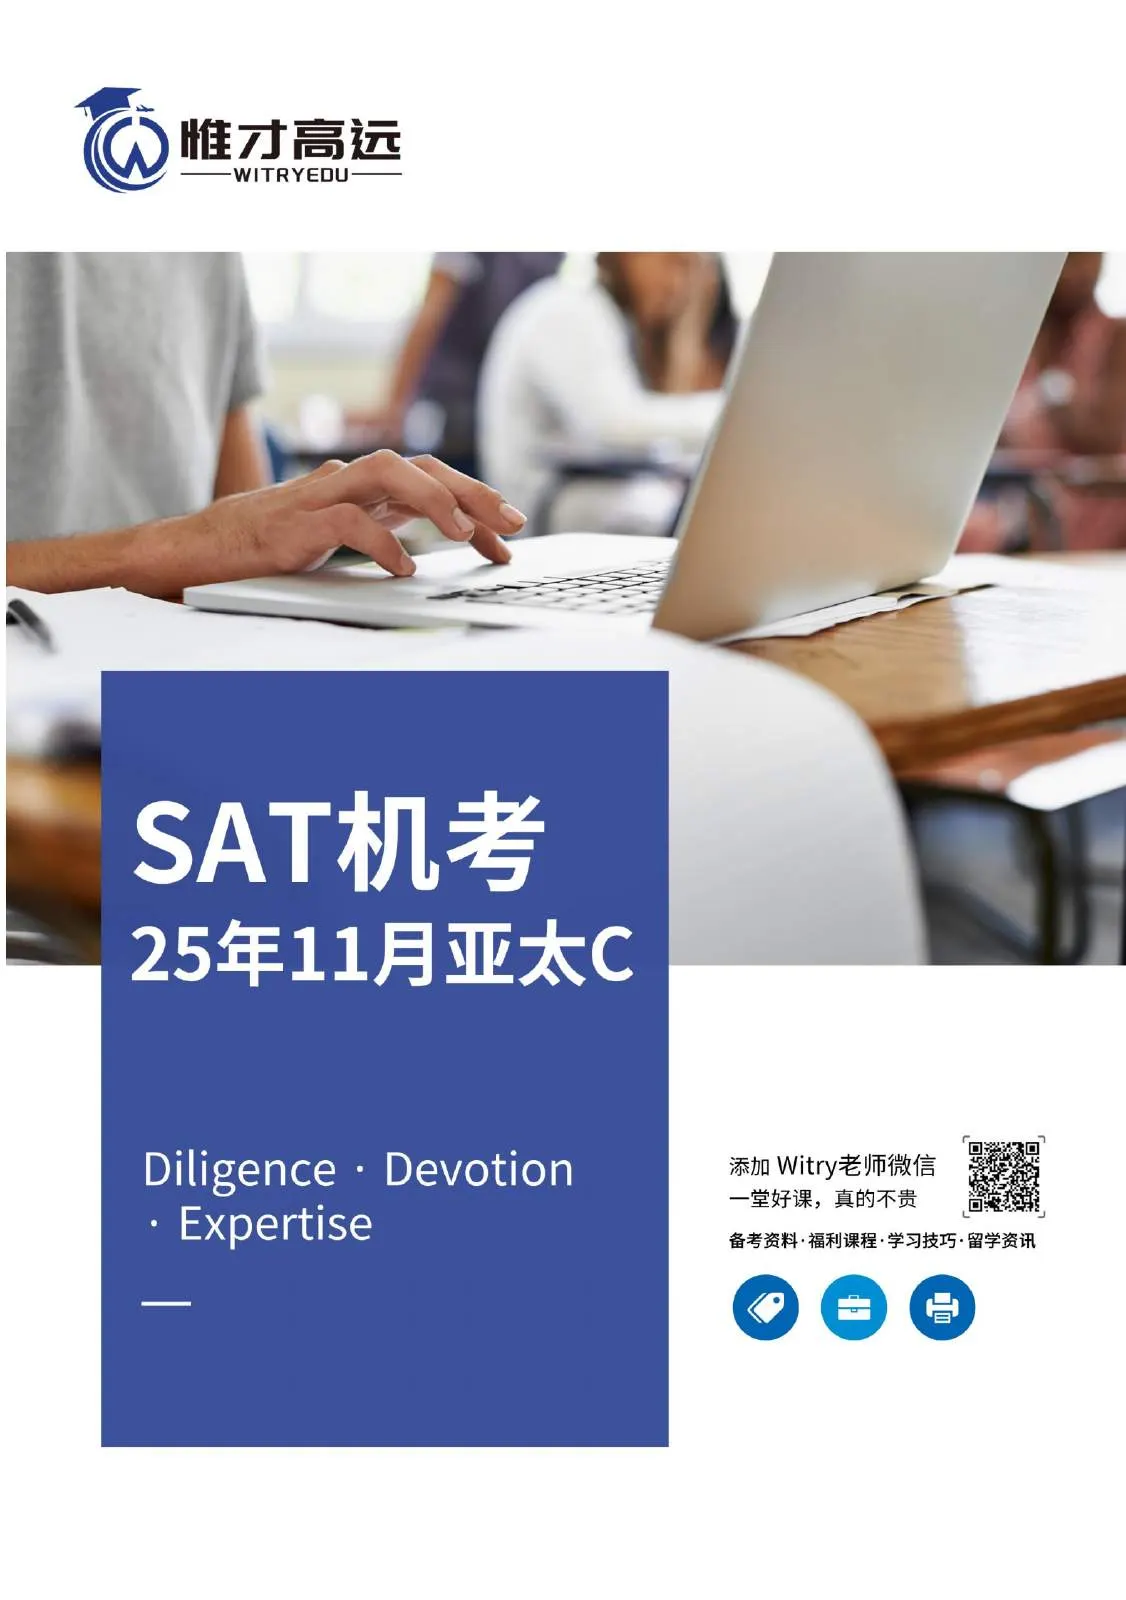 惟才高远
WITRYEDU
SAT机考
25年11月亚太C
Diligence · Devotion
· Expertise
添加 Witry老师微信
一堂好课，真的不贵
备考资料·福利课程·学习技巧·留学资讯